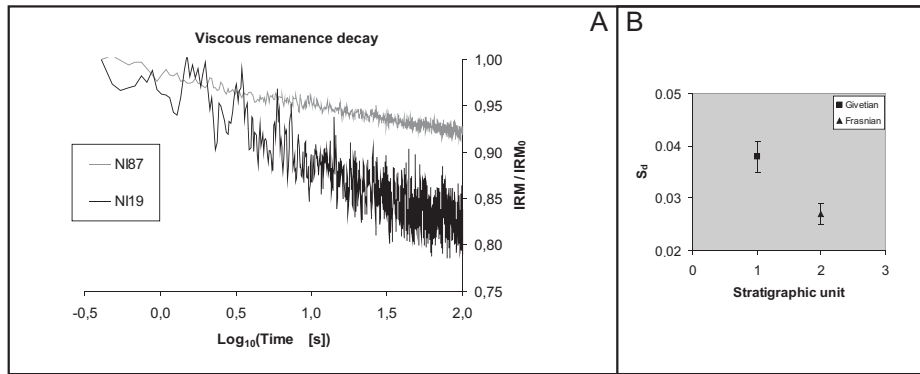 A
Viscous remanence decay
1,00
0,95
0,90
0,85
0,80
0,75
IRM / IRM0
NI87
NI19
-0,5 0,0 0,5 1,0 1,5 2,0
Log10(Time [s])
B
0.05
0.04
0.03
0.02
Sd
Givetian
Frasnian
0 1 2 3
Stratigraphic unit